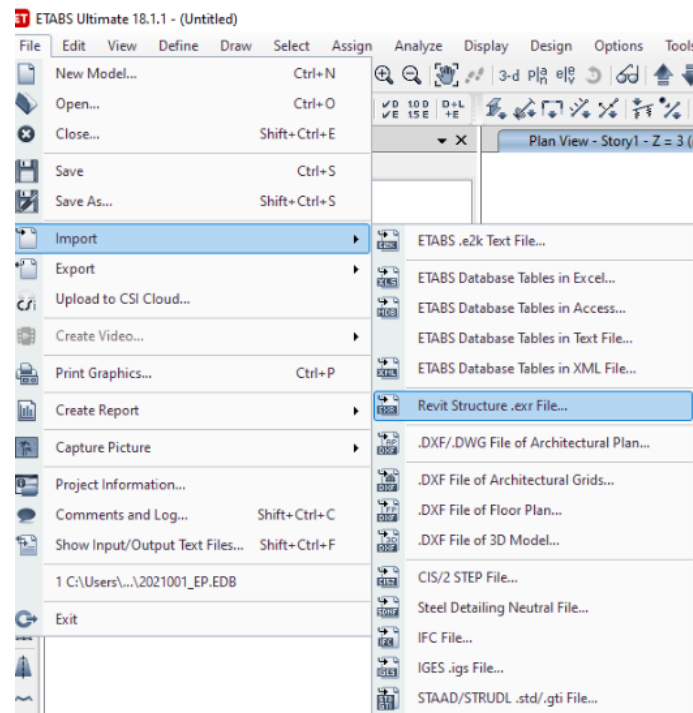 ETABS Ultimate 18.1.1 - (Untitled)
File Edit View Define Draw Select Assign Analyze Display Design Options Tools
New Model... Ctrl+N
Open... Ctrl+O
Close... Shift+Ctrl+E
Plan View - Story1 - Z = 3 (
Save Ctrl+S
Save As... Shift+Ctrl+S
Import
Export
Upload to CSI Cloud...
Create Video...
Print Graphics... Ctrl+P
Create Report
Capture Picture
Project Information...
Comments and Log... Shift+Ctrl+C
Show Input/Output Text Files... Shift+Ctrl+F
1 C:\Users\...\2021001_EP.EDB
Exit
ETABS .e2k Text File...
ETABS Database Tables in Excel...
ETABS Database Tables in Access...
ETABS Database Tables in Text File...
ETABS Database Tables in XML File...
Revit Structure .exr File...
.DXF/.DWG File of Architectural Plan...
.DXF File of Architectural Grids...
.DXF File of Floor Plan...
.DXF File of 3D Model...
CIS/2 STEP File...
Steel Detailing Neutral File...
IFC File...
IGES .igs File...
STAAD/STRUDL .std/.gti File...